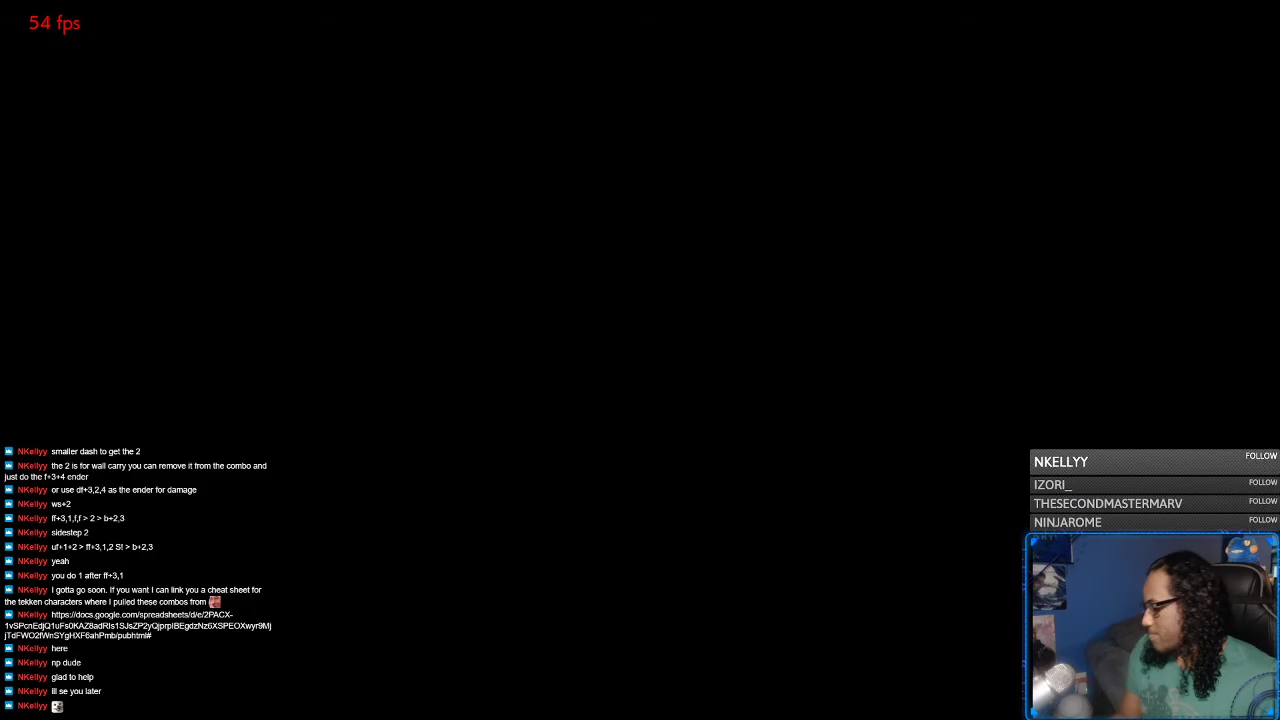 54 fps
NKellyy smaller dash to get the 2
NKellyy the 2 is for wall carry you can remove it from the combo and
just do the f+3+4 ender
NKellyy or use df+3,2,4 as the ender for damage
NKellyy ws+2
NKellyy ff+3,1,f,f > 2 > b+2,3
NKellyy sidestep 2
NKellyy uf+1+2 > ff+3,1,2 S! > b+2,3
NKellyy yeah
NKellyy you do 1 after ff+3,1
NKellyy I gotta go soon. If you want I can link you a cheat sheet for
the tekken characters where I pulled these combos from
NKellyy https://docs.google.com/spreadsheets/d/e/2PACX-
NKellyy here
NKellyy np dude
NKellyy glad to help
NKellyy ill se you later
NKellyy
NKELLYY FOLLOW
IZORI_ FOLLOW
THESECONDMASTERMARV FOLLOW
NINJAROME FOLLOW